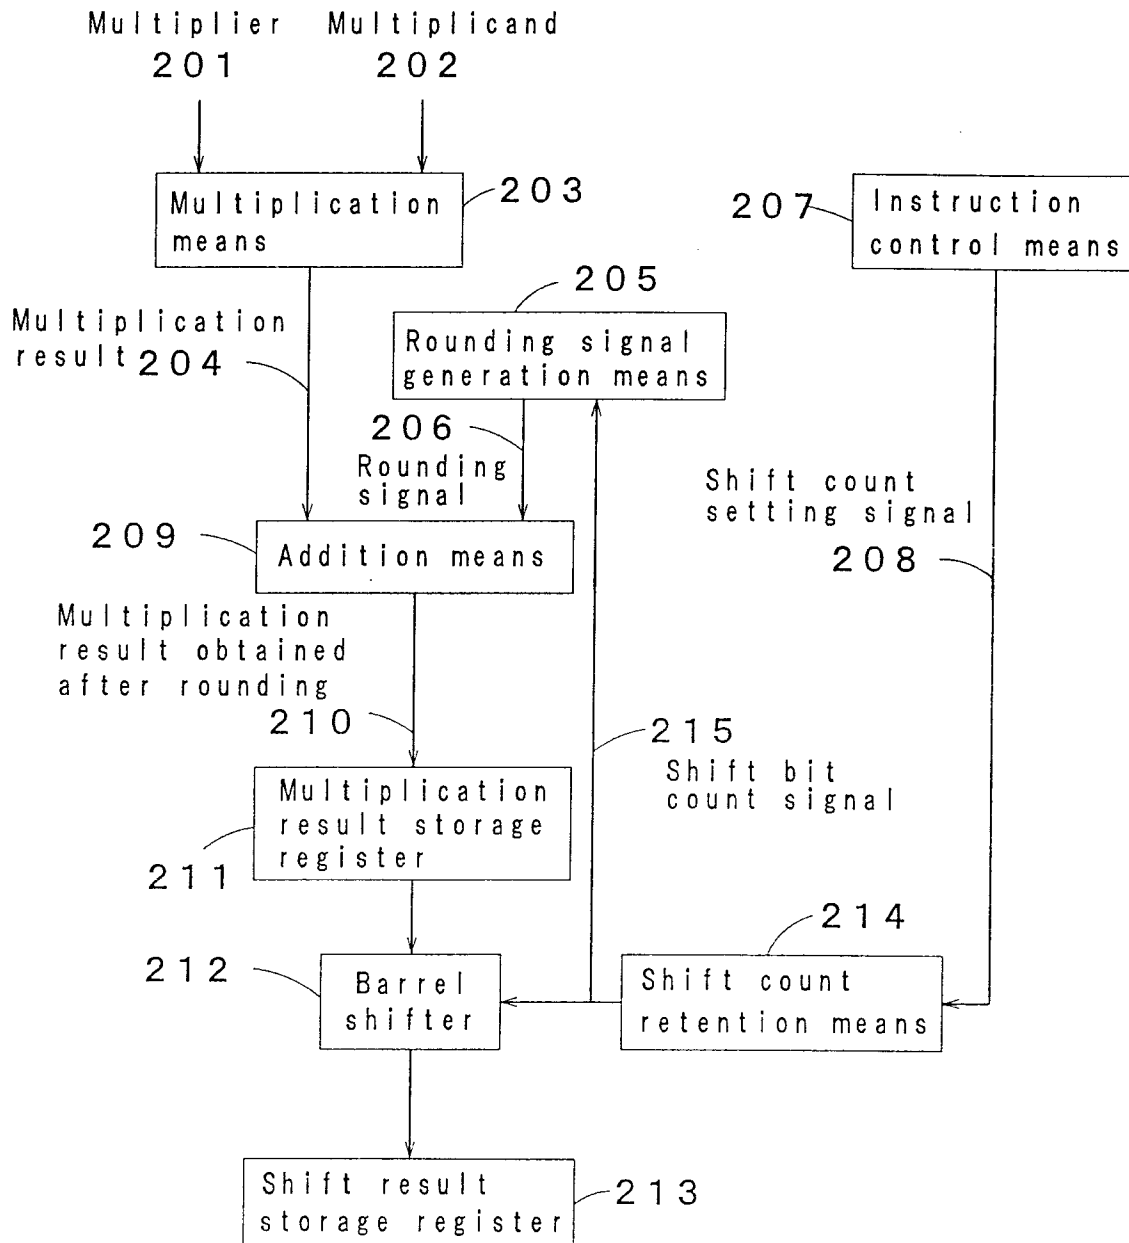 Multiplier Multiplicand
201 202
Multiplication
means
203
207
Instruction
control means
205
Multiplication
result 204
Rounding signal
generation means
206
Rounding
signal
Shift count
setting signal
208
209
Addition means
Multiplication
result obtained
after rounding
210
215
Shift bit
count signal
Multiplication
result storage
register
211
214
212
Barrel
shifter
Shift count
retention means
Shift result
storage register
213